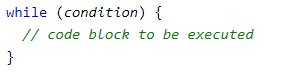 while (condition) {
  // code block to be executed
}